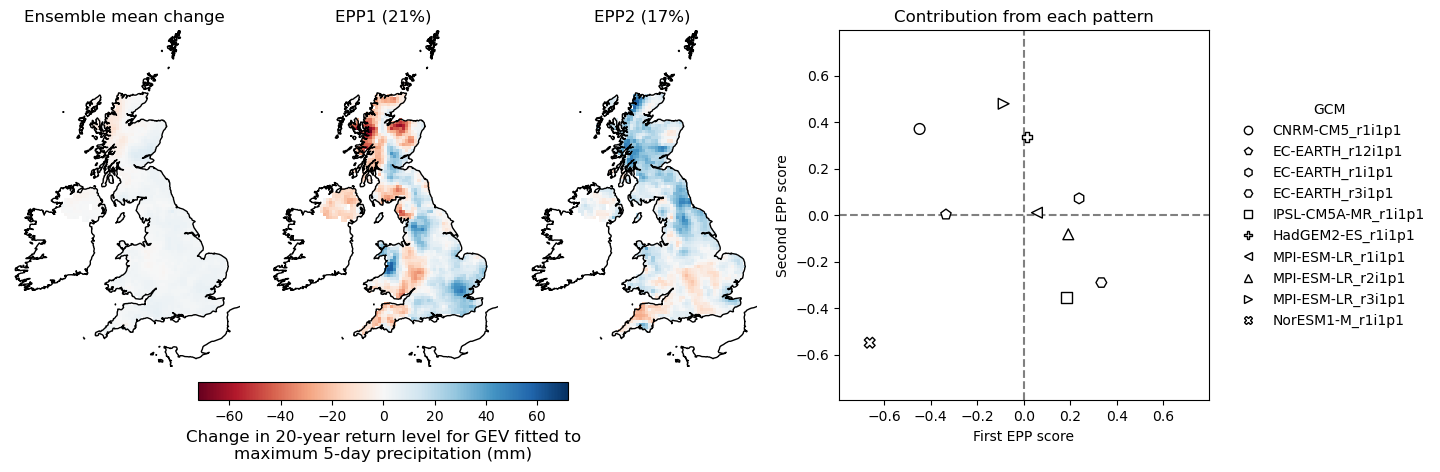 Ensemble mean change
EPP1 (21%)
EPP2 (17%)
−60 −40 −20 0 20 40 60
Change in 20-year return level for GEV fitted to
maximum 5-day precipitation (mm)
Contribution from each pattern
Second EPP score
0.6
0.4
0.2
0.0
−0.2
−0.4
−0.6
−0.6 −0.4 −0.2 0.0 0.2 0.4 0.6
First EPP score
GCM
CNRM-CM5_r1i1p1
EC-EARTH_r12i1p1
EC-EARTH_r1i1p1
EC-EARTH_r3i1p1
IPSL-CM5A-MR_r1i1p1
HadGEM2-ES_r1i1p1
MPI-ESM-LR_r1i1p1
MPI-ESM-LR_r2i1p1
MPI-ESM-LR_r3i1p1
NorESM1-M_r1i1p1